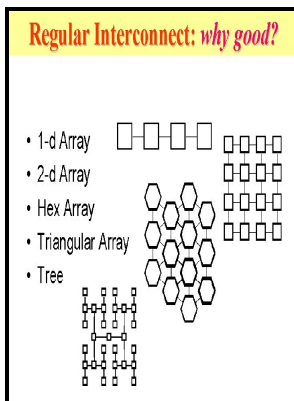 Regular Interconnect: why good?
• 1-d Array
• 2-d Array
• Hex Array
• Triangular Array
• Tree